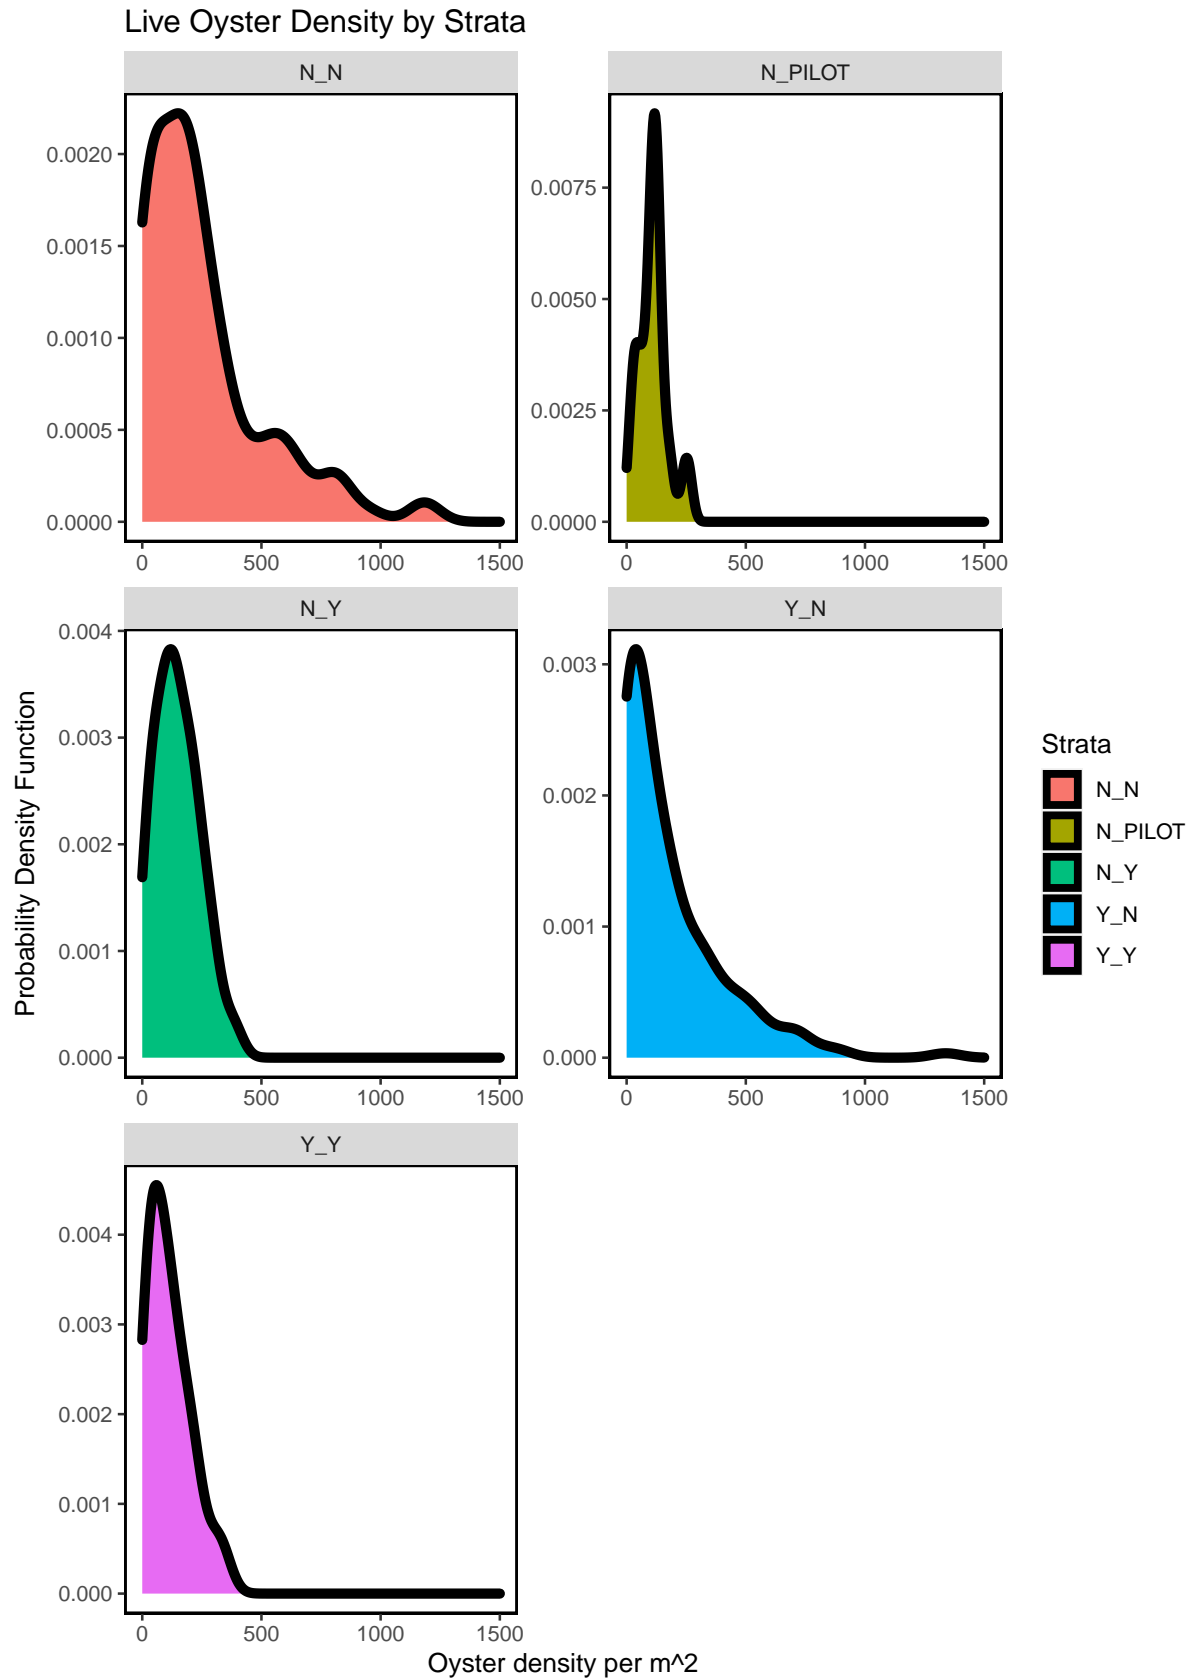 Live Oyster Density by Strata
N_N
N_PILOT
0.0020
0.0015
0.0010
0.0005
0.0000
0.0075
0.0050
0.0025
0.0000
0 500 1000 1500
0 500 1000 1500
N_Y
Y_N
0.004
0.003
0.002
0.001
0.000
0.003
0.002
0.001
0.000
0 500 1000 1500
0 500 1000 1500
Y_Y
0.004
0.003
0.002
0.001
0.000
0 500 1000 1500
Probability Density Function
Oyster density per m^2
Strata
N_N
N_PILOT
N_Y
Y_N
Y_Y